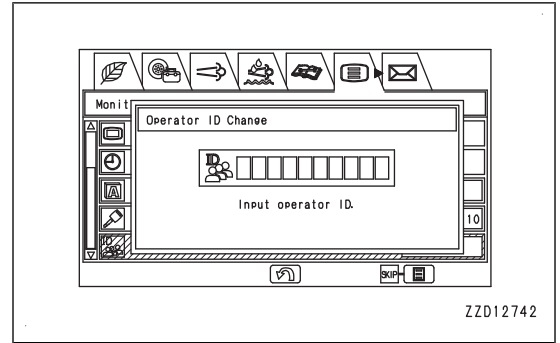 Monit
Operator ID Change
ID
Input operator ID.
10
ID
SKIP
ZZD12742